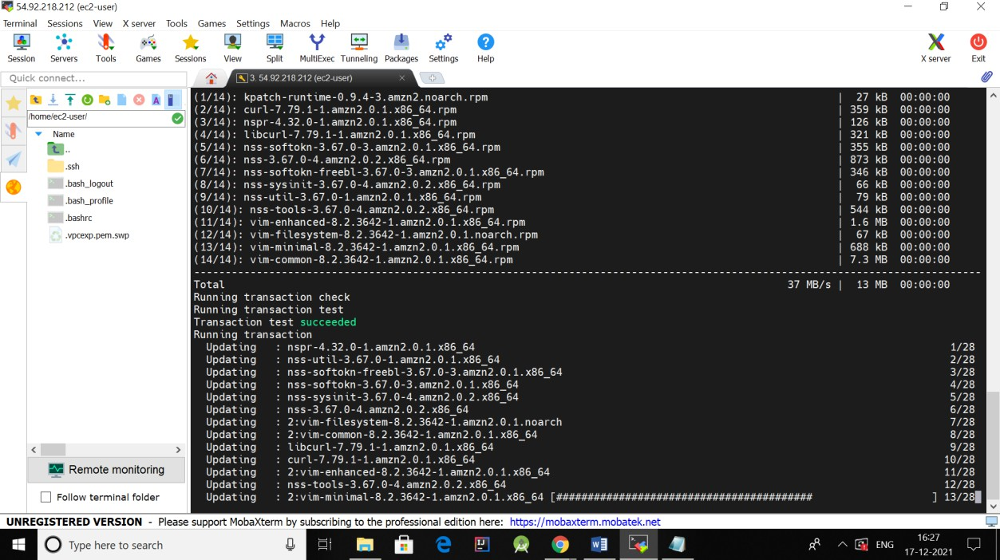 54.92.218.212 (ec2-user)
Terminal Sessions View X server Tools Games Settings Macros Help
Session Servers Tools Games Sessions View Split MultiExec Tunneling Packages Settings Help X server Exit
Quick connect...
3. 54.92.218.212 (ec2-user)
/home/ec2-user/
Name
..
.ssh
.bash_logout
.bash_profile
.bashrc
.vpcexp.pem.swp
Remote monitoring
Follow terminal folder
(1/14): kpatch-runtime-0.9.4-3.amzn2.noarch.rpm | 27 kB 00:00:00
(2/14): curl-7.79.1-1.amzn2.0.1.x86_64.rpm | 359 kB 00:00:00
(3/14): nspr-4.32.0-1.amzn2.0.1.x86_64.rpm | 126 kB 00:00:00
(4/14): libcurl-7.79.1-1.amzn2.0.1.x86_64.rpm | 321 kB 00:00:00
(5/14): nss-softokn-3.67.0-3.amzn2.0.1.x86_64.rpm | 355 kB 00:00:00
(6/14): nss-3.67.0-4.amzn2.0.2.x86_64.rpm | 873 kB 00:00:00
(7/14): nss-softokn-freebl-3.67.0-3.amzn2.0.1.x86_64.rpm | 346 kB 00:00:00
(8/14): nss-sysinit-3.67.0-4.amzn2.0.2.x86_64.rpm | 66 kB 00:00:00
(9/14): nss-util-3.67.0-1.amzn2.0.1.x86_64.rpm | 79 kB 00:00:00
(10/14): nss-tools-3.67.0-4.amzn2.0.2.x86_64.rpm | 544 kB 00:00:00
(11/14): vim-enhanced-8.2.3642-1.amzn2.0.1.x86_64.rpm | 1.6 MB 00:00:00
(12/14): vim-filesystem-8.2.3642-1.amzn2.0.1.noarch.rpm | 67 kB 00:00:00
(13/14): vim-minimal-8.2.3642-1.amzn2.0.1.x86_64.rpm | 688 kB 00:00:00
(14/14): vim-common-8.2.3642-1.amzn2.0.1.x86_64.rpm | 7.3 MB 00:00:00
--------------------------------------------------------------------------------
Total 37 MB/s | 13 MB 00:00:00
Running transaction check
Running transaction test
Transaction test succeeded
Running transaction
Updating : nspr-4.32.0-1.amzn2.0.1.x86_64 1/28
Updating : nss-util-3.67.0-1.amzn2.0.1.x86_64 2/28
Updating : nss-softokn-freebl-3.67.0-3.amzn2.0.1.x86_64 3/28
Updating : nss-softokn-3.67.0-3.amzn2.0.1.x86_64 4/28
Updating : nss-sysinit-3.67.0-4.amzn2.0.2.x86_64 5/28
Updating : nss-3.67.0-4.amzn2.0.2.x86_64 6/28
Updating : 2:vim-filesystem-8.2.3642-1.amzn2.0.1.noarch 7/28
Updating : 2:vim-common-8.2.3642-1.amzn2.0.1.x86_64 8/28
Updating : libcurl-7.79.1-1.amzn2.0.1.x86_64 9/28
Updating : curl-7.79.1-1.amzn2.0.1.x86_64 10/28
Updating : 2:vim-enhanced-8.2.3642-1.amzn2.0.1.x86_64 11/28
Updating : nss-tools-3.67.0-4.amzn2.0.2.x86_64 12/28
Updating : 2:vim-minimal-8.2.3642-1.amzn2.0.1.x86_64 [######################################### ] 13/28
UNREGISTERED VERSION - Please support MobaXterm by subscribing to the professional edition here: https://mobaxterm.mobatek.net
Type here to search
ENG
16:27
17-12-2021